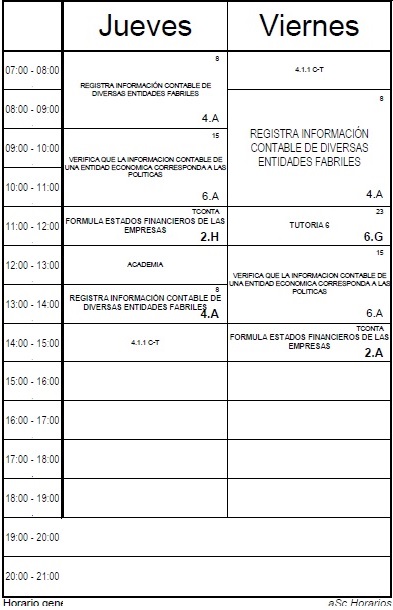 Jueves
Viernes
07:00 - 08:00
8
REGISTRA INFORMACIÓN CONTABLE DE
DIVERSAS ENTIDADES FABRILES
4.A
4.1.1 C-T
08:00 - 09:00
8
REGISTRA INFORMACIÓN
CONTABLE DE DIVERSAS
ENTIDADES FABRILES
4.A
09:00 - 10:00
15
VERIFICA QUE LA INFORMACION CONTABLE DE
UNA ENTIDAD ECONOMICA CORRESPONDA A LAS
POLITICAS
6.A
10:00 - 11:00
11:00 - 12:00
TCONTA
FORMULA ESTADOS FINANCIEROS DE LAS
EMPRESAS
2.H
23
TUTORIA 6
6.G
12:00 - 13:00
ACADEMIA
15
VERIFICA QUE LA INFORMACION CONTABLE DE
UNA ENTIDAD ECONOMICA CORRESPONDA A LAS
POLITICAS
6.A
13:00 - 14:00
8
REGISTRA INFORMACIÓN CONTABLE DE
DIVERSAS ENTIDADES FABRILES
4.A
14:00 - 15:00
4.1.1 C-T
TCONTA
FORMULA ESTADOS FINANCIEROS DE LAS
EMPRESAS
2.A
15:00 - 16:00
16:00 - 17:00
17:00 - 18:00
18:00 - 19:00
19:00 - 20:00
20:00 - 21:00
Horario gene
aSc Horarios